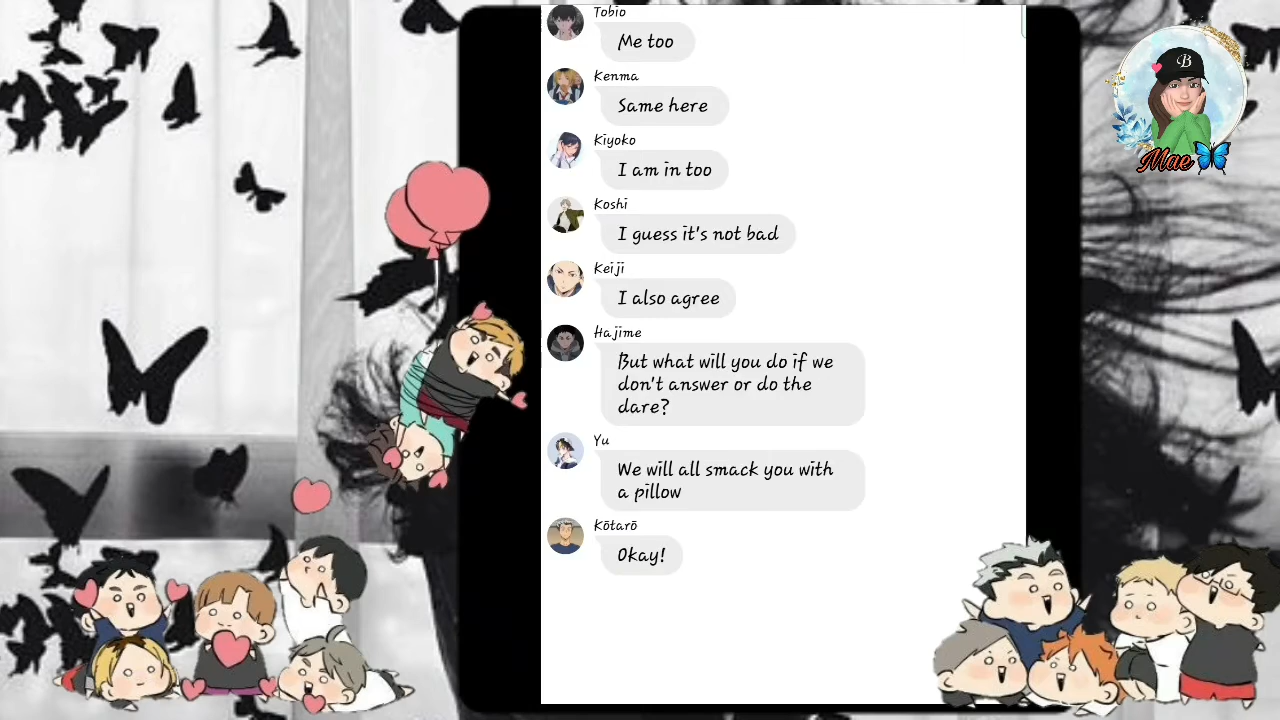 Tobio
Me too
Kenma
Same here
Kiyoko
I am in too
Koshi
I guess it's not bad
Keiji
I also agree
Hajime
But what will you do if we
don't answer or do the
dare?
Yu
We will all smack you with
a pillow
Kōtarō
Okay!
B
Mae